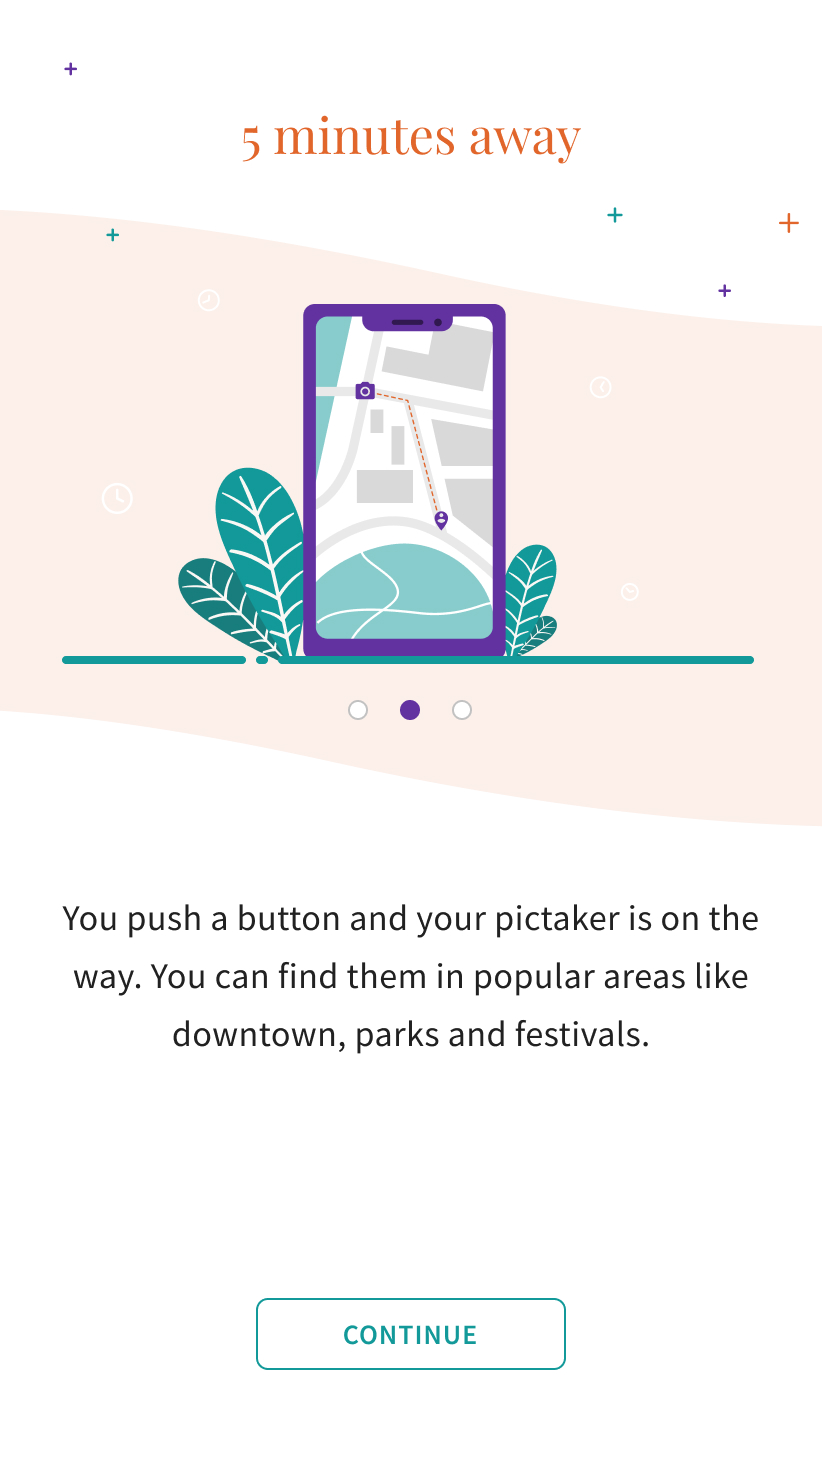 5 minutes away
You push a button and your pictaker is on the
way. You can find them in popular areas like
downtown, parks and festivals.
CONTINUE